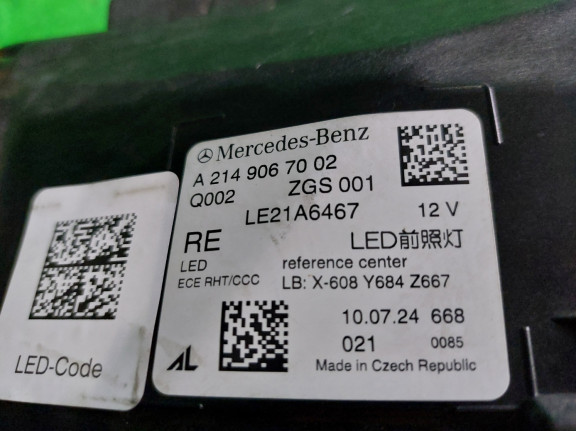 Mercedes-Benz
A 214 906 70 02
Q002 ZGS 001
LE21A6467 12 V
RE LED前照灯
LED reference center
ECE RHT/CCC LB: X-608 Y684 Z667
10.07.24 668
021 0085
AL Made in Czech Republic
LED-Code